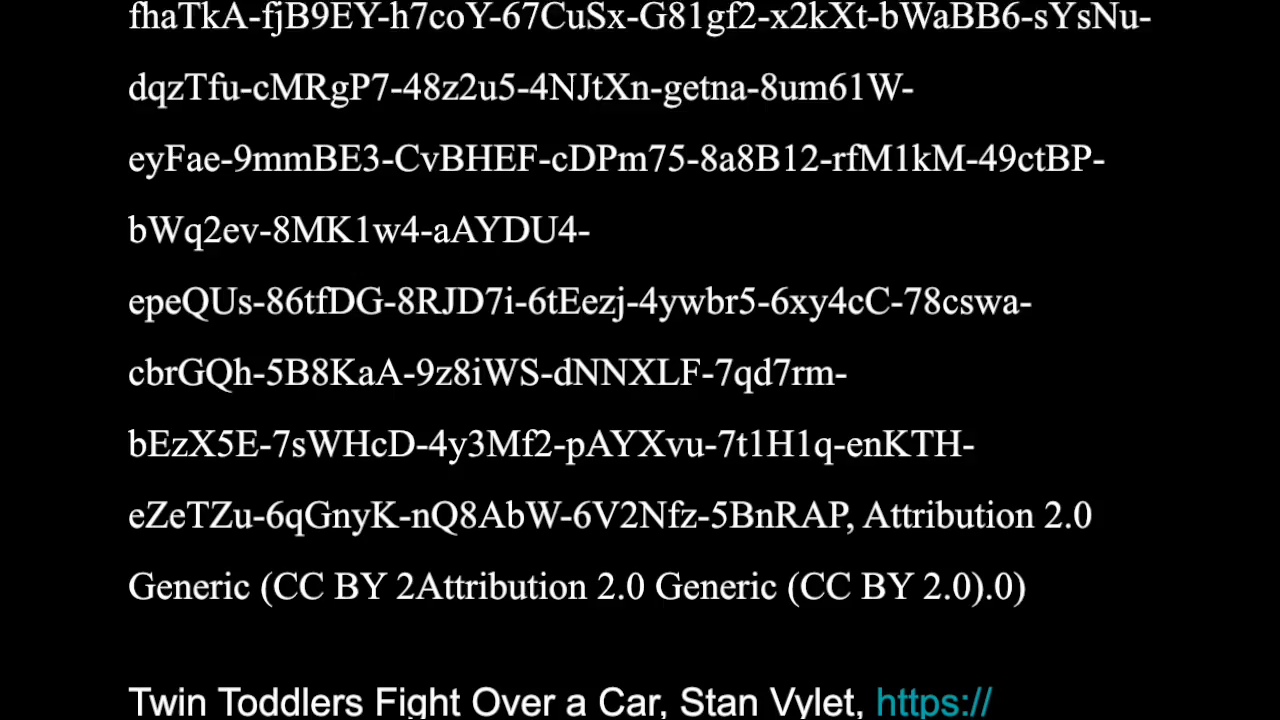 fhaTkA-fjB9EY-h7coY-67CuSx-G81gf2-x2kXt-bWaBB6-sYsNu-
dqzTfu-cMRgP7-48z2u5-4NJtXn-getna-8um61W-
eyFae-9mmBE3-CvBHEF-cDPm75-8a8B12-rfM1kM-49ctBP-
bWq2ev-8MK1w4-aAYDU4-
epeQUs-86tfDG-8RJD7i-6tEezj-4ywbr5-6xy4cC-78cswa-
cbrGQh-5B8KaA-9z8iWS-dNNXLF-7qd7rm-
bEzX5E-7sWHcD-4y3Mf2-pAYXvu-7t1H1q-enKTH-
eZeTZu-6qGnyK-nQ8AbW-6V2Nfz-5BnRAP, Attribution 2.0
Generic (CC BY 2Attribution 2.0 Generic (CC BY 2.0).0)
Twin Toddlers Fight Over a Car, Stan Vylet, https://